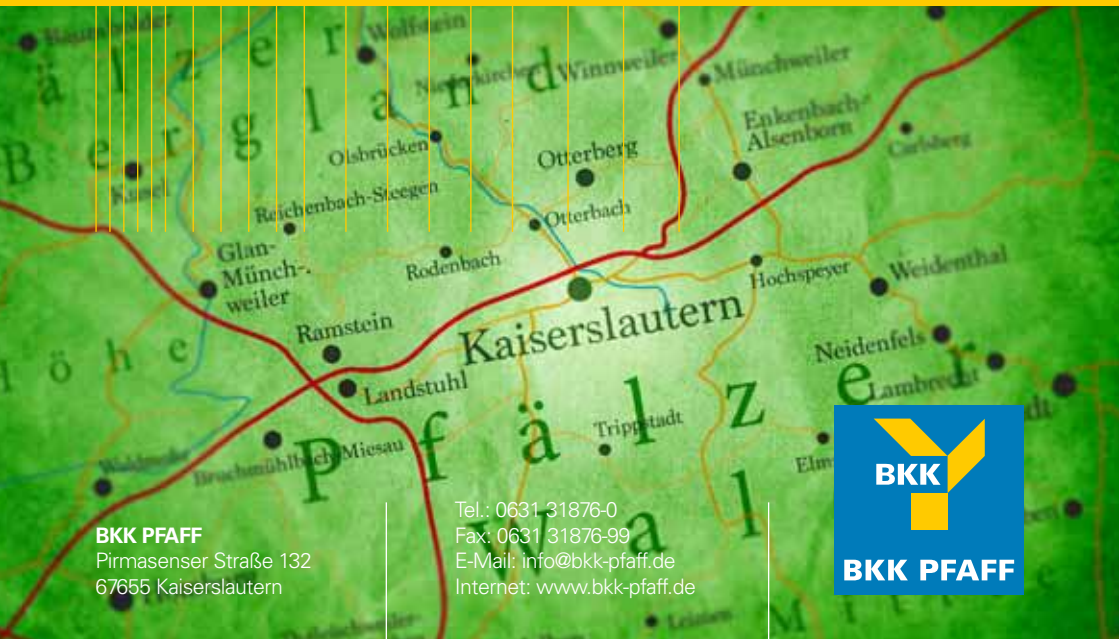 Wolfstein
Winnweiler
Münchweiler
ä l z e r
B e r g l a n d
Enkenbach-
Alsenborn
Carlsberg
Olsbrücken
Otterberg
Kusel
Reichenbach-Steegen
Otterbach
Glan-
Münch-
weiler
Rodenbach
Hochspeyer
Weidenthal
Ramstein
Kaiserslautern
Neidenfels
H ö h e
Landstuhl
Lambrecht
P f ä l z e r
Trippstadt
Bruchmühlbach-Miesau
Waldmohr
W a l
BKK PFAFF
Pirmasenser Straße 132
67655 Kaiserslautern
Tel.: 0631 31876-0
Fax: 0631 31876-99
E-Mail: info@bkk-pfaff.de
Internet: www.bkk-pfaff.de
BKK
BKK PFAFF